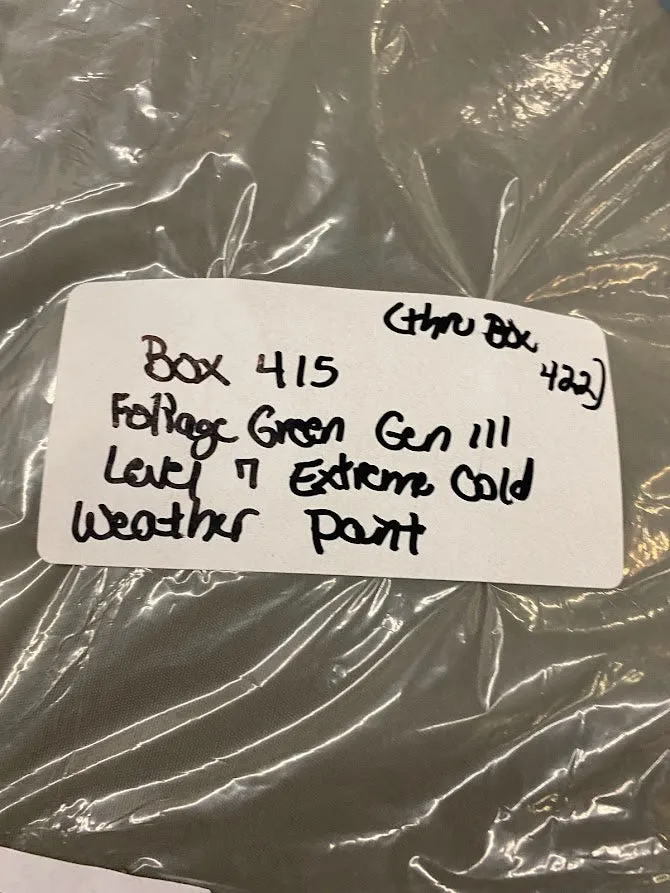 (thru Box
422)
Box 415
Foliage Green Gen III
Level 7 Extreme Cold
Weather Pant